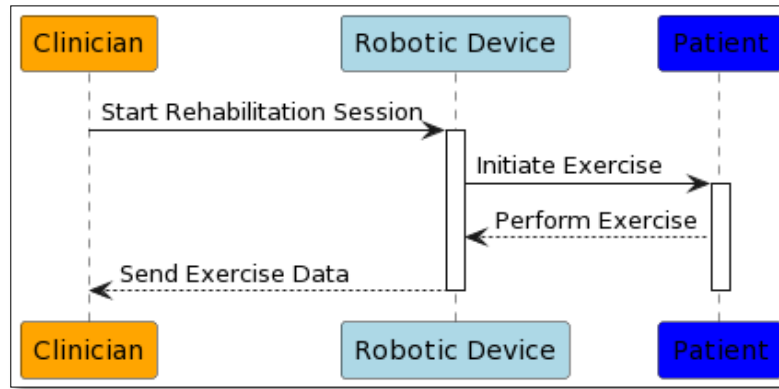 Clinician
Robotic Device
Patient
Start Rehabilitation Session
Initiate Exercise
Perform Exercise
Send Exercise Data
Clinician
Robotic Device
Patient